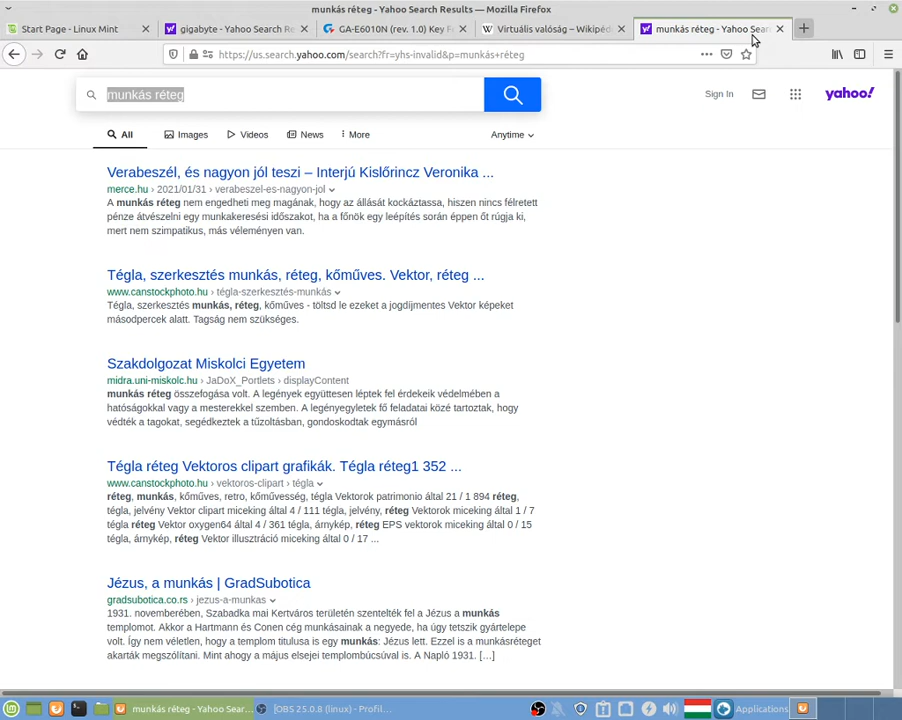 munkás réteg - Yahoo Search Results — Mozilla Firefox
Start Page - Linux Mint
gigabyte - Yahoo Search Re
GA-E6010N (rev. 1.0) Key F
Virtuális valóság – Wikipédi
munkás réteg - Yahoo Sear
https://us.search.yahoo.com/search?fr=yhs-invalid&p=munkás+réteg
munkás réteg
Sign In
yahoo!
All
Images
Videos
News
More
Anytime
Verabeszél, és nagyon jól teszi – Interjú Kislőrincz Veronika ...
merce.hu › 2021/01/31 › verabeszel-es-nagyon-jol
A munkás réteg nem engedheti meg magának, hogy az állását kockáztassa, hiszen nincs félretett
pénze átvészelni egy munkakeresési időszakot, ha a főnök egy leépítés során éppen őt rúgja ki,
mert nem szimpatikus, más véleményen van.
Tégla, szerkesztés munkás, réteg, kőműves. Vektor, réteg ...
www.canstockphoto.hu › tégla-szerkesztés-munkás
Tégla, szerkesztés munkás, réteg, kőműves - töltsd le ezeket a jogdíjmentes Vektor képeket
másodpercek alatt. Tagság nem szükséges.
Szakdolgozat Miskolci Egyetem
midra.uni-miskolc.hu › JaDoX_Portlets › displayContent
munkás réteg összefogása volt. A legények együttesen léptek fel érdekeik védelmében a
hatóságokkal vagy a mesterekkel szemben. A legényegyletek fő feladatai közé tartoztak, hogy
védték a tagokat, segédkeztek a tűzoltásban, gondoskodtak egymásról
Tégla réteg Vektoros clipart grafikák. Tégla réteg1 352 ...
www.canstockphoto.hu › vektoros-clipart › tégla
réteg, munkás, kőműves, retro, kőművesség, tégla Vektorok patrimonio által 21 / 1 894 réteg,
tégla, jelvény Vektor clipart miceking által 4 / 111 tégla, jelvény, réteg Vektorok miceking által 1 / 7
tégla réteg Vektor oxygen64 által 4 / 361 tégla, árnykép, réteg EPS vektorok miceking által 0 / 15
tégla, árnykép, réteg Vektor illusztráció miceking által 0 / 17 ...
Jézus, a munkás | GradSubotica
gradsubotica.co.rs › jezus-a-munkas
1931. novemberében, Szabadka mai Kertváros területén szentelték fel a Jézus a munkás
templomot. Akkor a Hartmann és Conen cég munkásainak a negyede, ha úgy tetszik gyártelepe
volt. Így nem véletlen, hogy a templom titulusa is egy munkás: Jézus lett. Ezzel is a munkásréteget
akarták megszólítani. Mint ahogy a május elsejei templombúcsúval is. A Napló 1931. […]
munkás réteg - Yahoo Sear...
[OBS 25.0.8 (linux) - Profil...
Applications